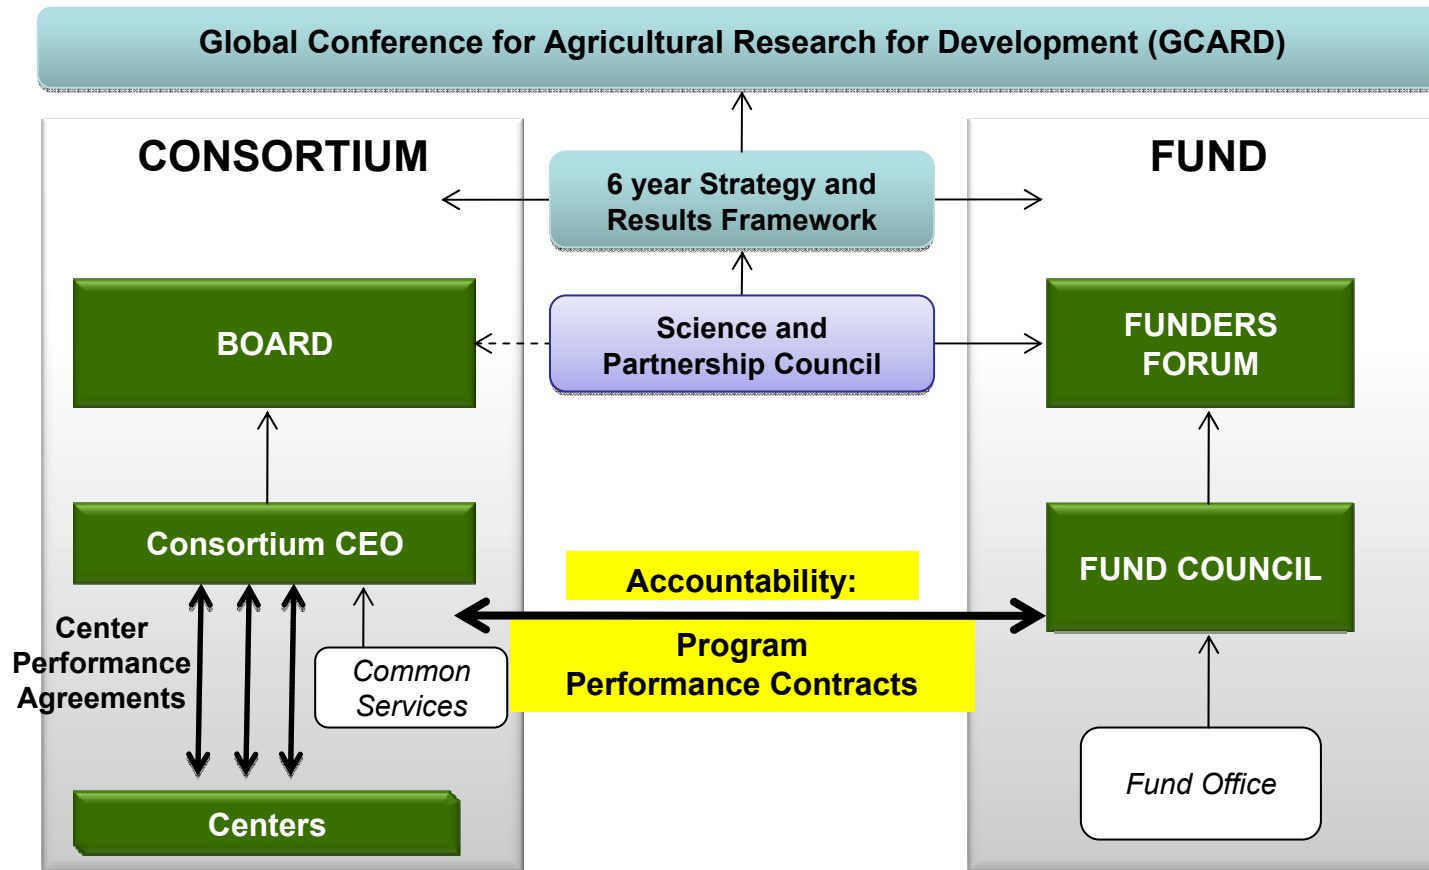 Global Conference for Agricultural Research for Development (GCARD)
CONSORTIUM
FUND
6 year Strategy and
Results Framework
BOARD
Science and
Partnership Council
FUNDERS
FORUM
Consortium CEO
FUND COUNCIL
Accountability:
Program
Performance Contracts
Center
Performance
Agreements
Common
Services
Fund Office
Centers